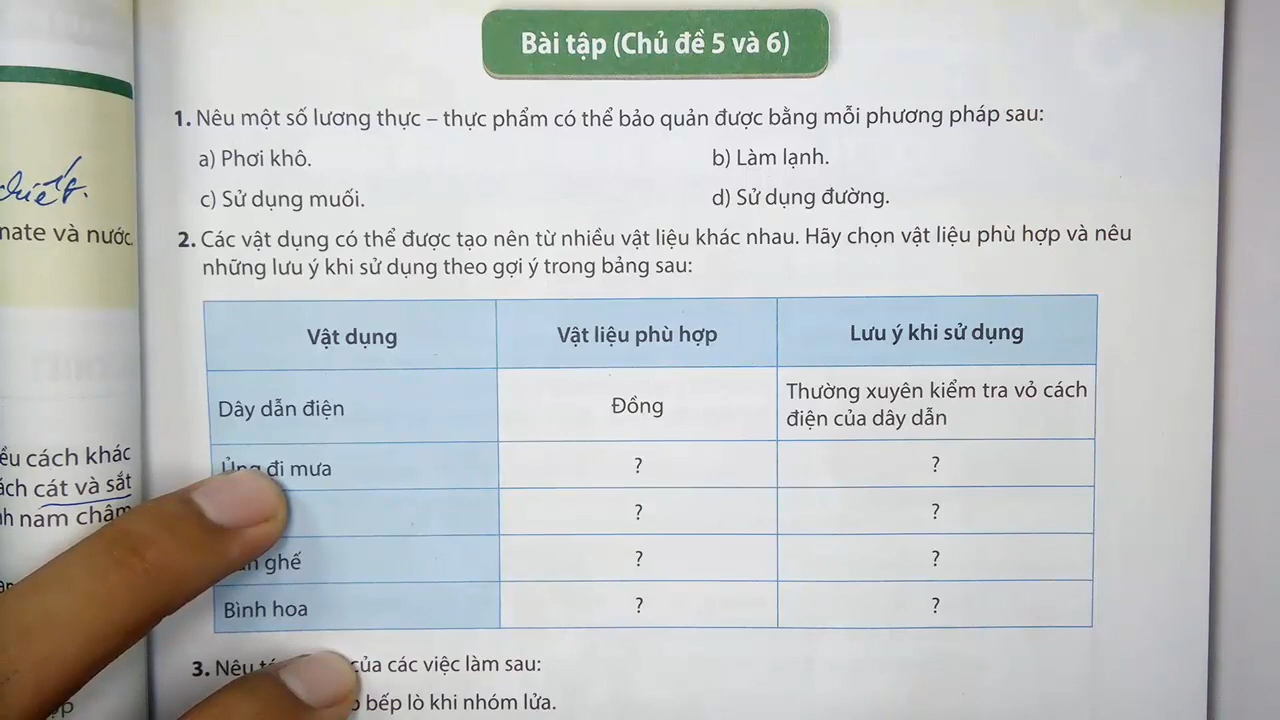 Bài tập (Chủ đề 5 và 6)
1. Nêu một số lương thực – thực phẩm có thể bảo quản được bằng mỗi phương pháp sau:
a) Phơi khô. b) Làm lạnh.
c) Sử dụng muối. d) Sử dụng đường.
2. Các vật dụng có thể được tạo nên từ nhiều vật liệu khác nhau. Hãy chọn vật liệu phù hợp và nêu
những lưu ý khi sử dụng theo gợi ý trong bảng sau:
Vật dụng Vật liệu phù hợp Lưu ý khi sử dụng
Dây dẫn điện Đồng Thường xuyên kiểm tra vỏ cách
điện của dây dẫn
Ủng đi mưa ? ?
? ?
ghế ? ?
Bình hoa ? ?
3. Nêu của các việc làm sau:
bếp lò khi nhóm lửa.
nate và nước.
ều cách khác
ách cát và sắt
nh nam châm